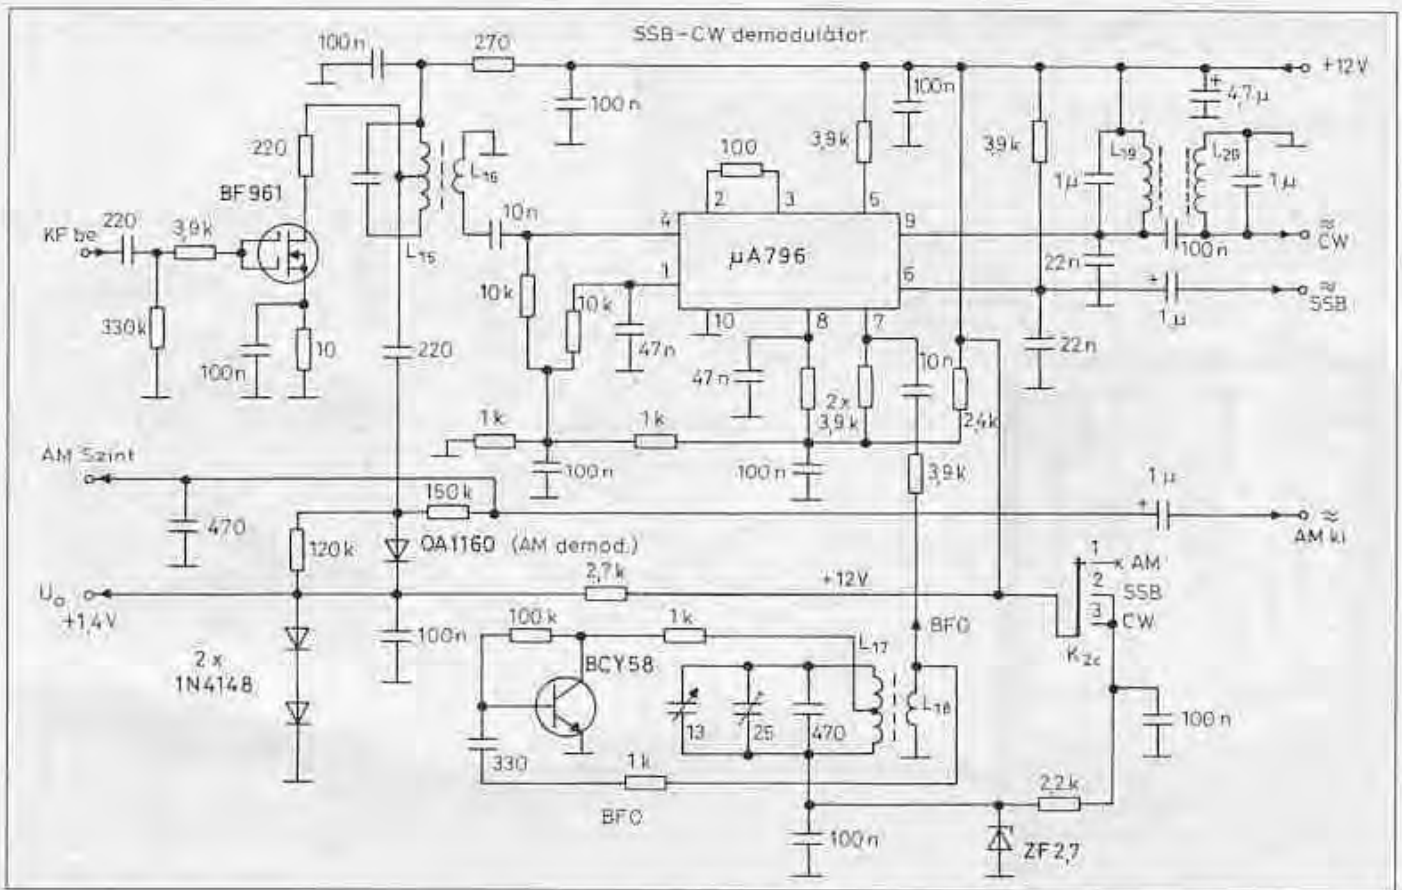 SSB-CW demodulátor
100n
270
+12V
100n
100n
4,7µ
220
3,9k
3,9k
L19
L20
L16
100
1µ
1µ
BF961
2
3
5
KF be
220
3,9k
10n
4
9
CW
L15
µA796
100n
1
6
22n
SSB
10k
10k
10
8
7
1µ
330k
100n
10
220
47n
47n
10n
22n
2x
3,9k
2,4k
1k
1k
AM Szint
100n
100n
3,9k
1µ
150k
470
120k
OA1160 (AM demod.)
AM ki
1
AM
2,7k
+12V
2
SSB
U₀
+1,4V
3
CW
100n
100k
1k
BFO
K2c
2x
1N4148
BCY58
L17
L18
13
25
470
100n
330
1k
2,2k
BFO
100n
ZF2,7